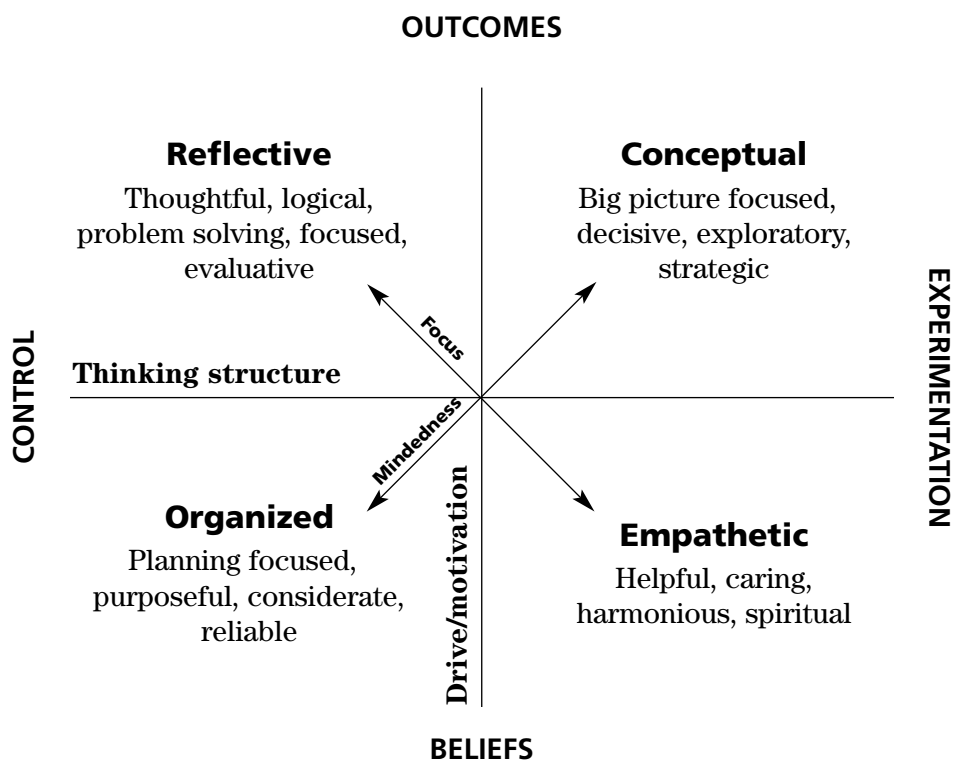 OUTCOMES
Reflective
Thoughtful, logical,
problem solving, focused,
evaluative
Conceptual
Big picture focused,
decisive, exploratory,
strategic
CONTROL
Thinking structure
Focus
Mindedness
EXPERIMENTATION
Organized
Planning focused,
purposeful, considerate,
reliable
Drive/motivation
Empathetic
Helpful, caring,
harmonious, spiritual
BELIEFS